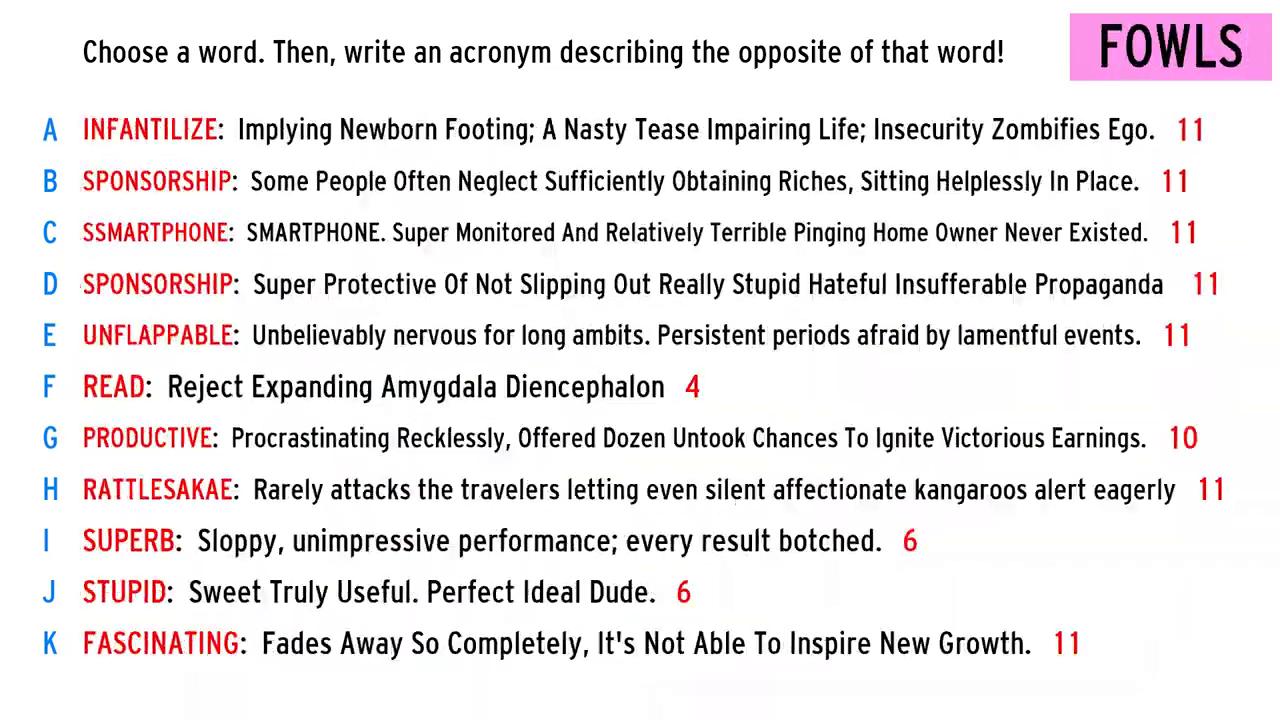 Choose a word. Then, write an acronym describing the opposite of that word!
FOWLS
A INFANTILIZE: Implying Newborn Footing; A Nasty Tease Impairing Life; Insecurity Zombifies Ego. 11
B SPONSORSHIP: Some People Often Neglect Sufficiently Obtaining Riches, Sitting Helplessly In Place. 11
C SSMARTPHONE: SMARTPHONE. Super Monitored And Relatively Terrible Pinging Home Owner Never Existed. 11
D SPONSORSHIP: Super Protective Of Not Slipping Out Really Stupid Hateful Insufferable Propaganda 11
E UNFLAPPABLE: Unbelievably nervous for long ambits. Persistent periods afraid by lamentful events. 11
F READ: Reject Expanding Amygdala Diencephalon 4
G PRODUCTIVE: Procrastinating Recklessly, Offered Dozen Untook Chances To Ignite Victorious Earnings. 10
H RATTLESAKAE: Rarely attacks the travelers letting even silent affectionate kangaroos alert eagerly 11
I SUPERB: Sloppy, unimpressive performance; every result botched. 6
J STUPID: Sweet Truly Useful. Perfect Ideal Dude. 6
K FASCINATING: Fades Away So Completely, It's Not Able To Inspire New Growth. 11